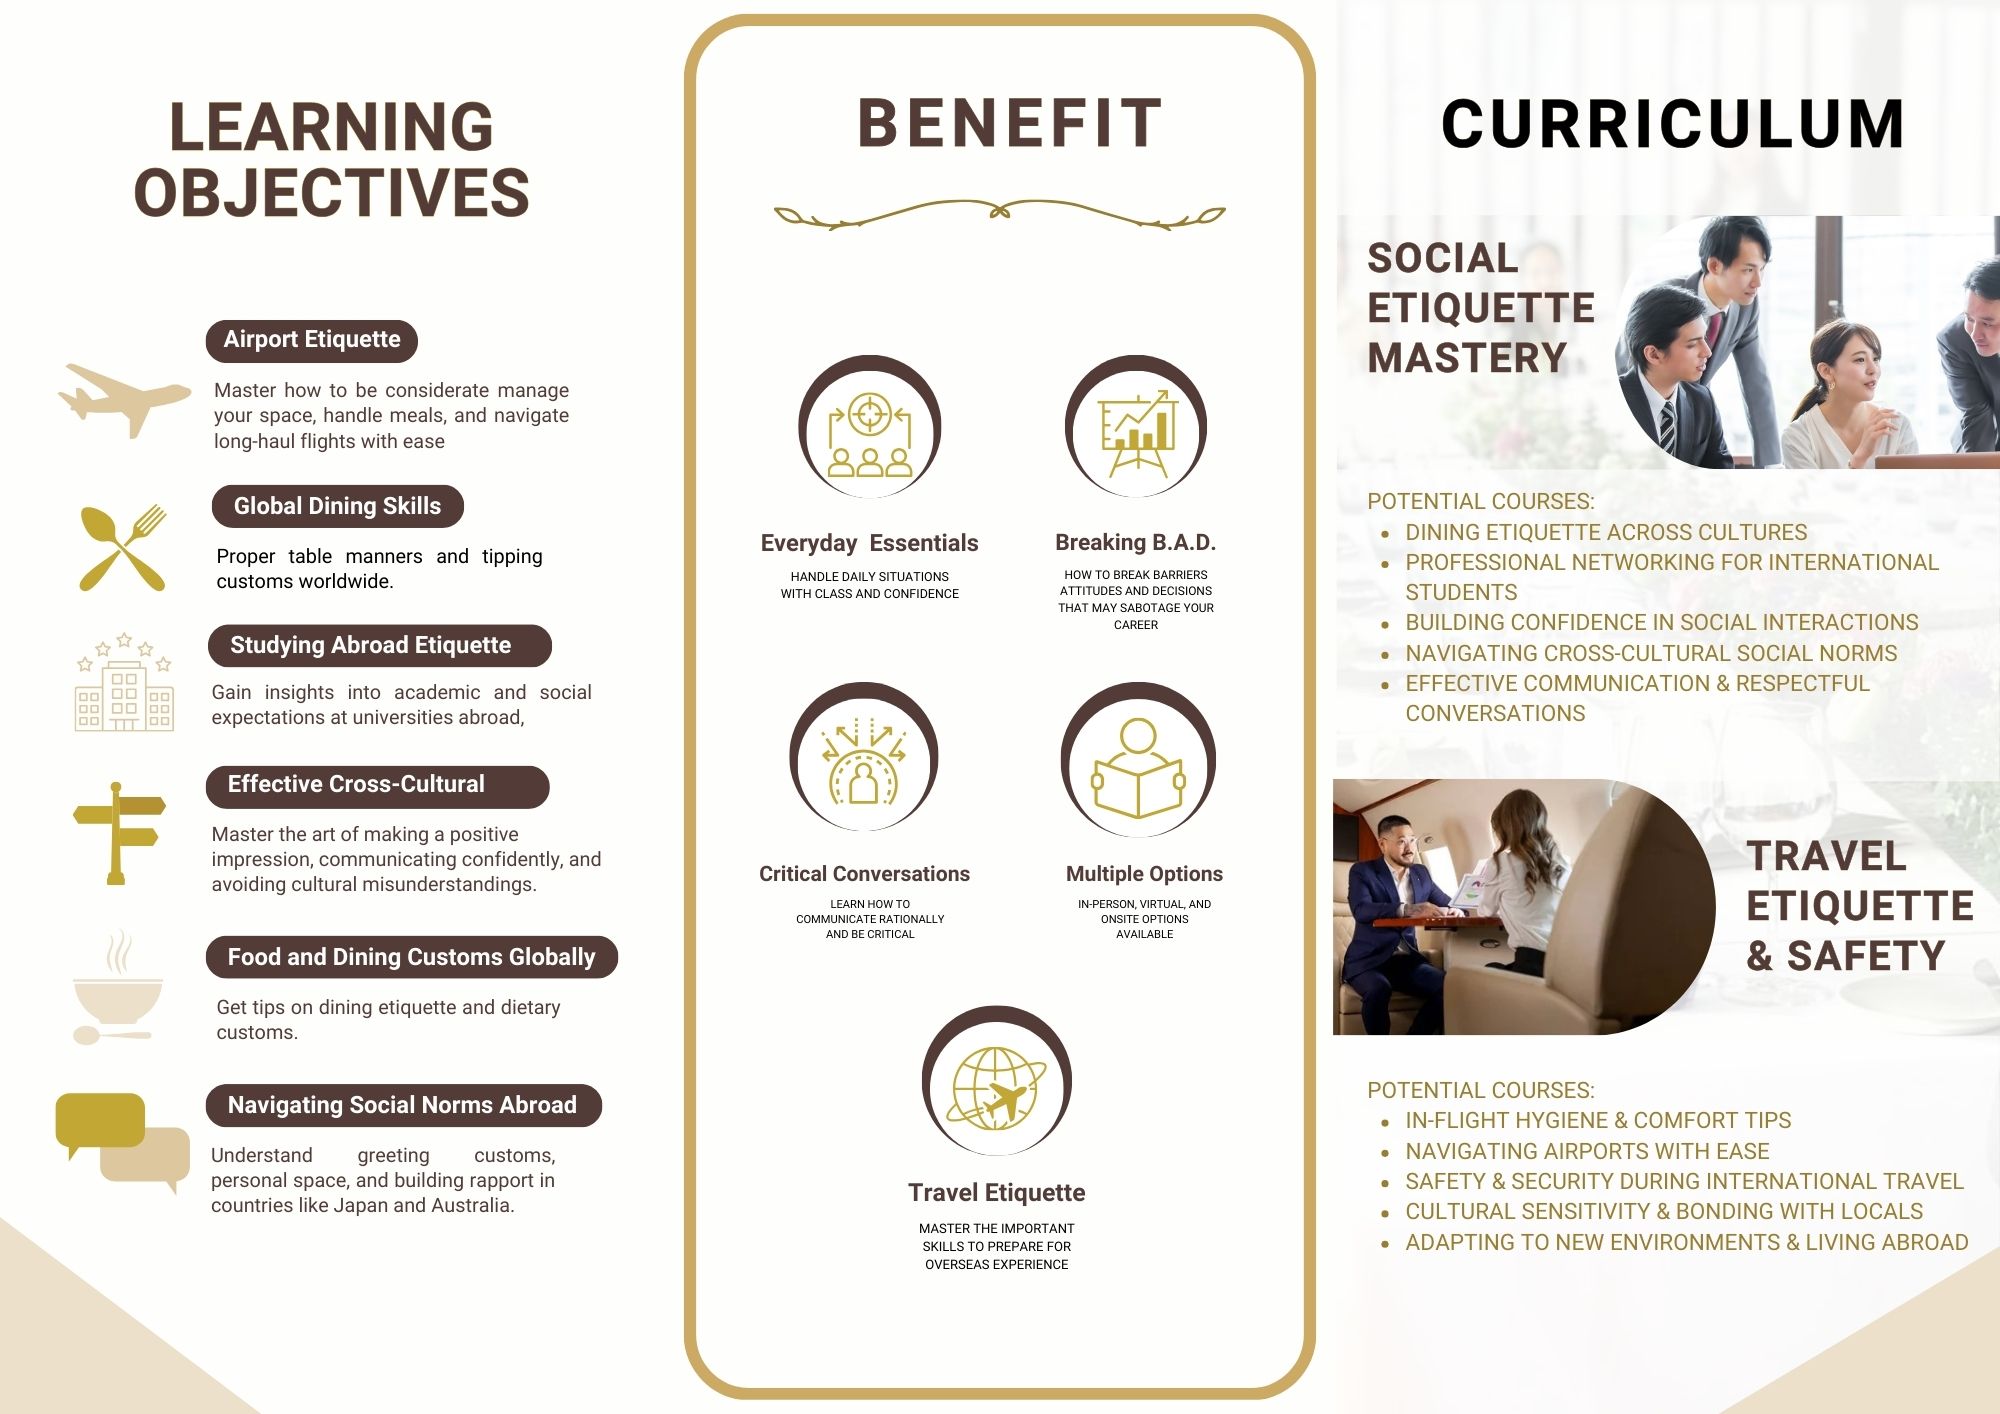 LEARNING
OBJECTIVES
Airport Etiquette
Master how to be considerate manage
your space, handle meals, and navigate
long-haul flights with ease
Global Dining Skills
Proper table manners and tipping
customs worldwide.
Studying Abroad Etiquette
Gain insights into academic and social
expectations at universities abroad,
Effective Cross-Cultural
Master the art of making a positive
impression, communicating confidently, and
avoiding cultural misunderstandings.
Food and Dining Customs Globally
Get tips on dining etiquette and dietary
customs.
Navigating Social Norms Abroad
Understand greeting customs,
personal space, and building rapport in
countries like Japan and Australia.
BENEFIT
Everyday Essentials
HANDLE DAILY SITUATIONS
WITH CLASS AND CONFIDENCE
Breaking B.A.D.
HOW TO BREAK BARRIERS
ATTITUDES AND DECISIONS
THAT MAY SABOTAGE YOUR
CAREER
Critical Conversations
LEARN HOW TO
COMMUNICATE RATIONALLY
AND BE CRITICAL
Multiple Options
IN-PERSON, VIRTUAL, AND
ONSITE OPTIONS
AVAILABLE
Travel Etiquette
MASTER THE IMPORTANT
SKILLS TO PREPARE FOR
OVERSEAS EXPERIENCE
CURRICULUM
SOCIAL
ETIQUETTE
MASTERY
POTENTIAL COURSES:
• DINING ETIQUETTE ACROSS CULTURES
• PROFESSIONAL NETWORKING FOR INTERNATIONAL
STUDENTS
• BUILDING CONFIDENCE IN SOCIAL INTERACTIONS
• NAVIGATING CROSS-CULTURAL SOCIAL NORMS
• EFFECTIVE COMMUNICATION & RESPECTFUL
CONVERSATIONS
TRAVEL
ETIQUETTE
& SAFETY
POTENTIAL COURSES:
• IN-FLIGHT HYGIENE & COMFORT TIPS
• NAVIGATING AIRPORTS WITH EASE
• SAFETY & SECURITY DURING INTERNATIONAL TRAVEL
• CULTURAL SENSITIVITY & BONDING WITH LOCALS
• ADAPTING TO NEW ENVIRONMENTS & LIVING ABROAD